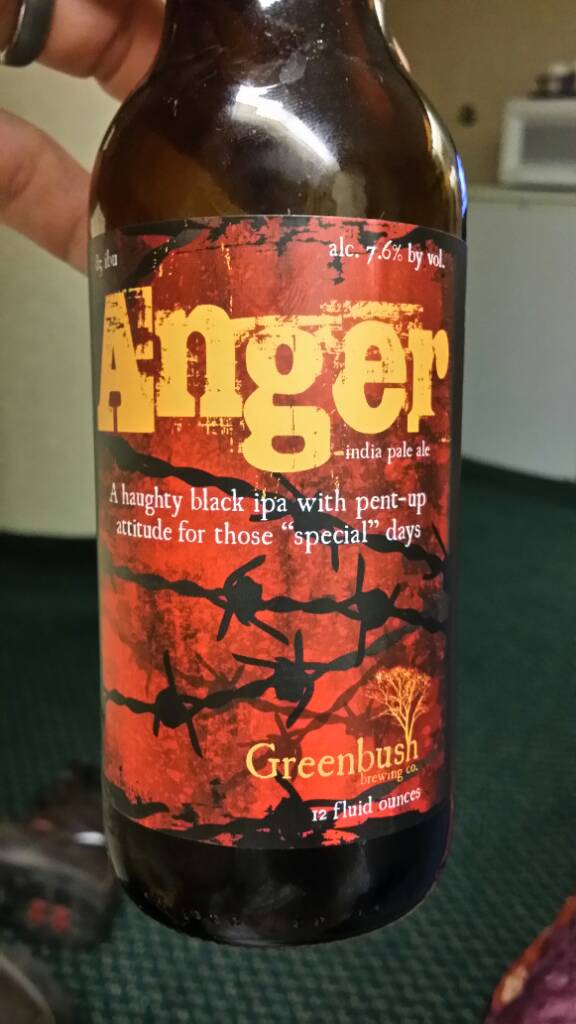 ibu
alc. 7.6% by vol.
Anger
india pale ale
A haughty black ipa with pent-up
attitude for those “special” days
Greenbush
brewing co.
12 fluid ounces